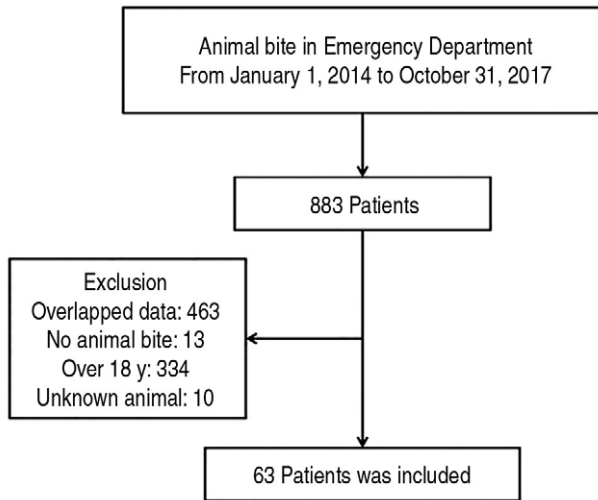 Animal bite in Emergency Department
From January 1, 2014 to October 31, 2017
883 Patients
Exclusion
Overlapped data: 463
No animal bite: 13
Over 18 y: 334
Unknown animal: 10
63 Patients was included